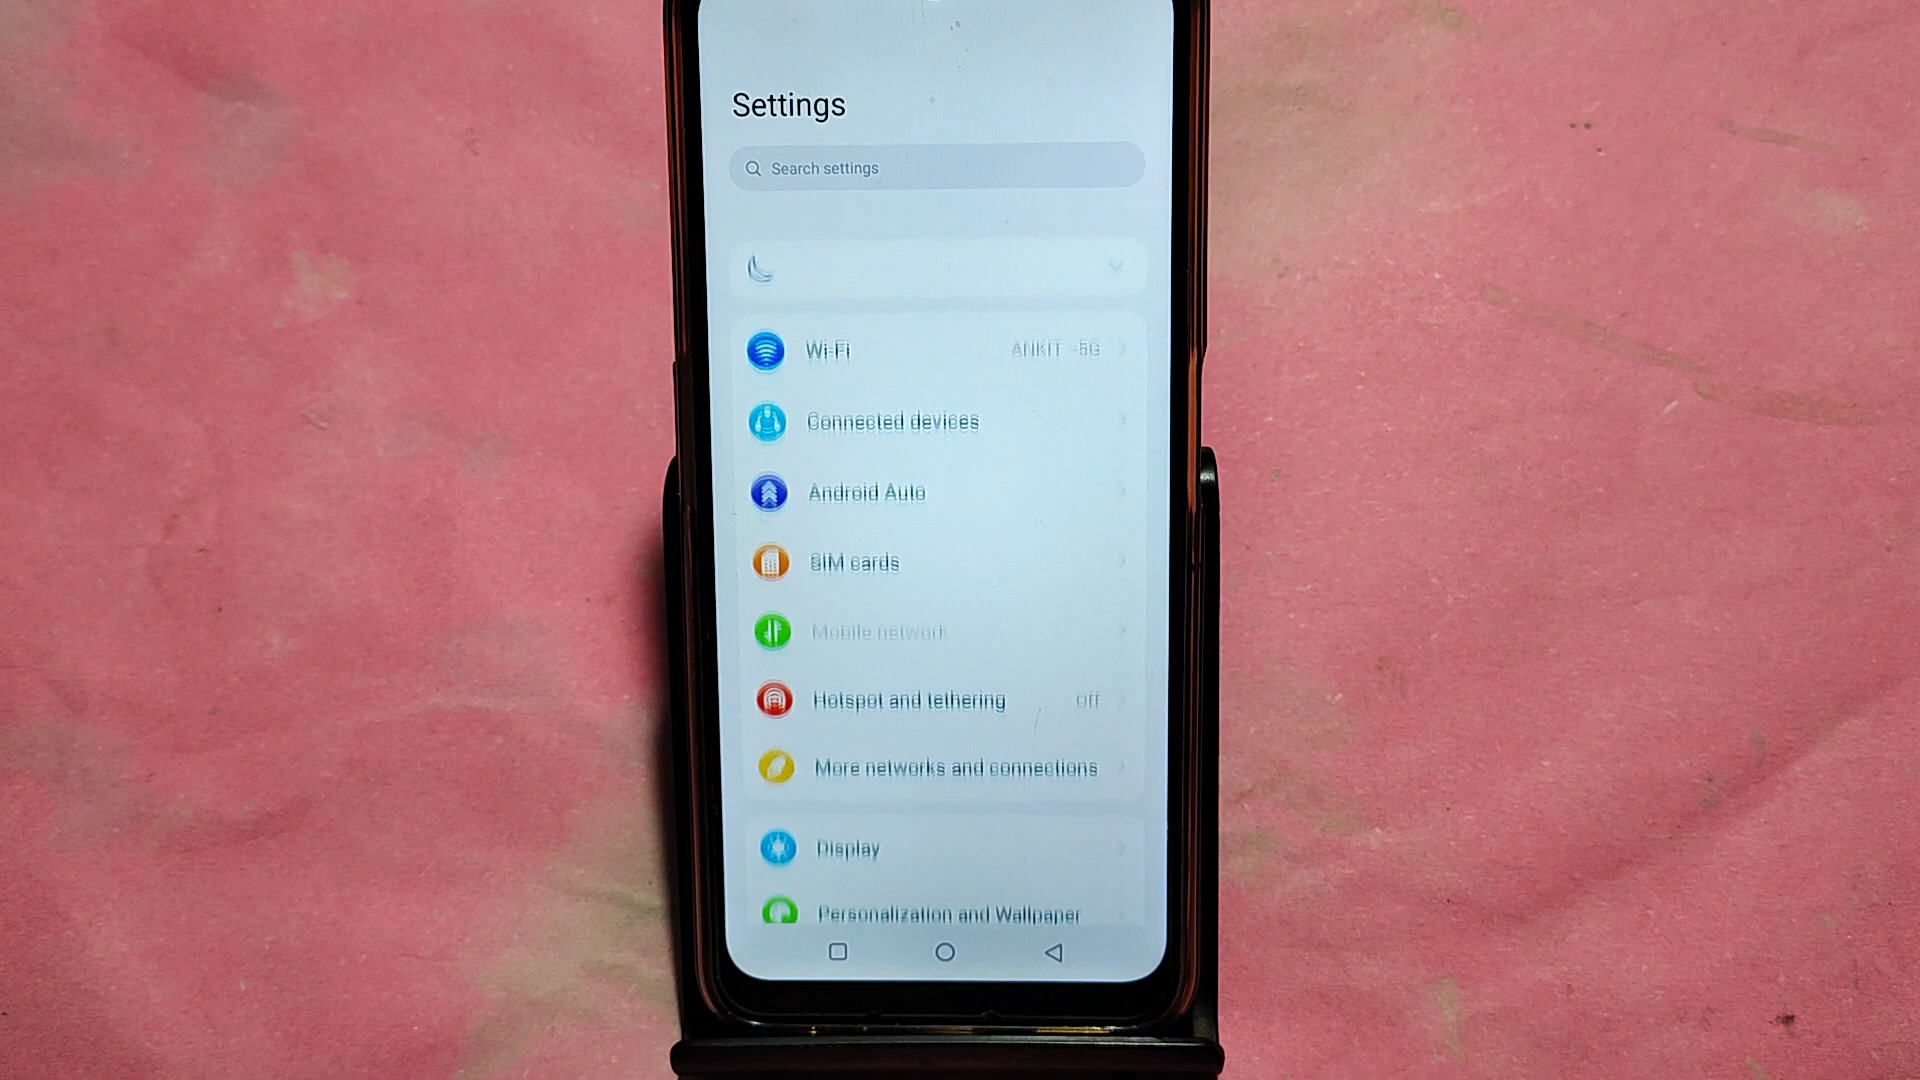 Settings
Search settings
Wi-Fi ANKIT -5G
Connected devices
Android Auto
SIM cards
Mobile network
Hotspot and tethering Off
More networks and connections
Display
Personalization and Wallpaper